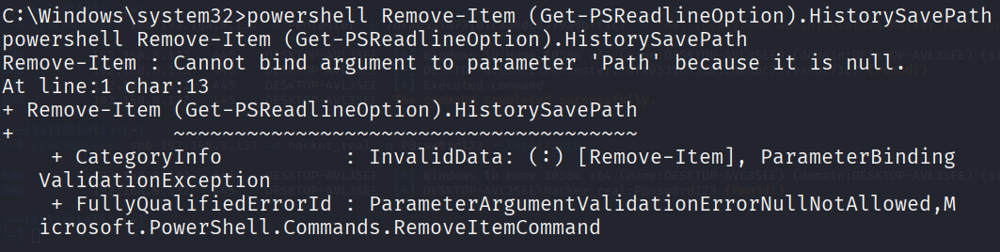 C:\Windows\system32>powershell Remove-Item (Get-PSReadlineOption).HistorySavePath
powershell Remove-Item (Get-PSReadlineOption).HistorySavePath
Remove-Item : Cannot bind argument to parameter 'Path' because it is null.
At line:1 char:13
+ Remove-Item (Get-PSReadlineOption).HistorySavePath
+             ~~~~~~~~~~~~~~~~~~~~~~~~~~~~~~~~~~~~~~
    + CategoryInfo          : InvalidData: (:) [Remove-Item], ParameterBinding
   ValidationException
    + FullyQualifiedErrorId : ParameterArgumentValidationErrorNullNotAllowed,M
   icrosoft.PowerShell.Commands.RemoveItemCommand